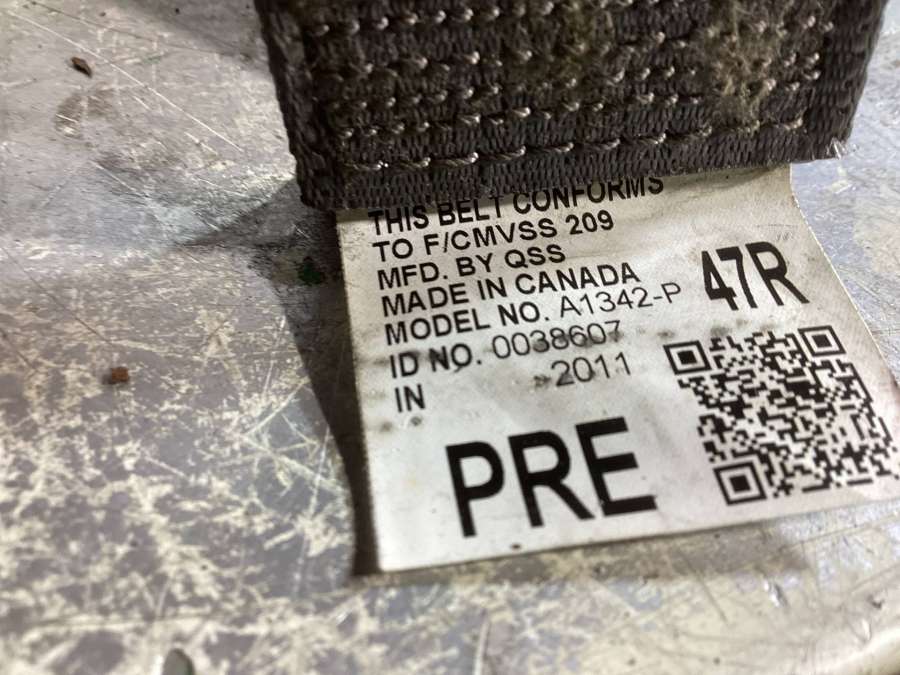 THIS BELT CONFORMS
TO F/CMVSS 209
MFD. BY QSS
MADE IN CANADA
MODEL NO. A1342-P
47R
ID NO. 0038607
IN 2011
PRE